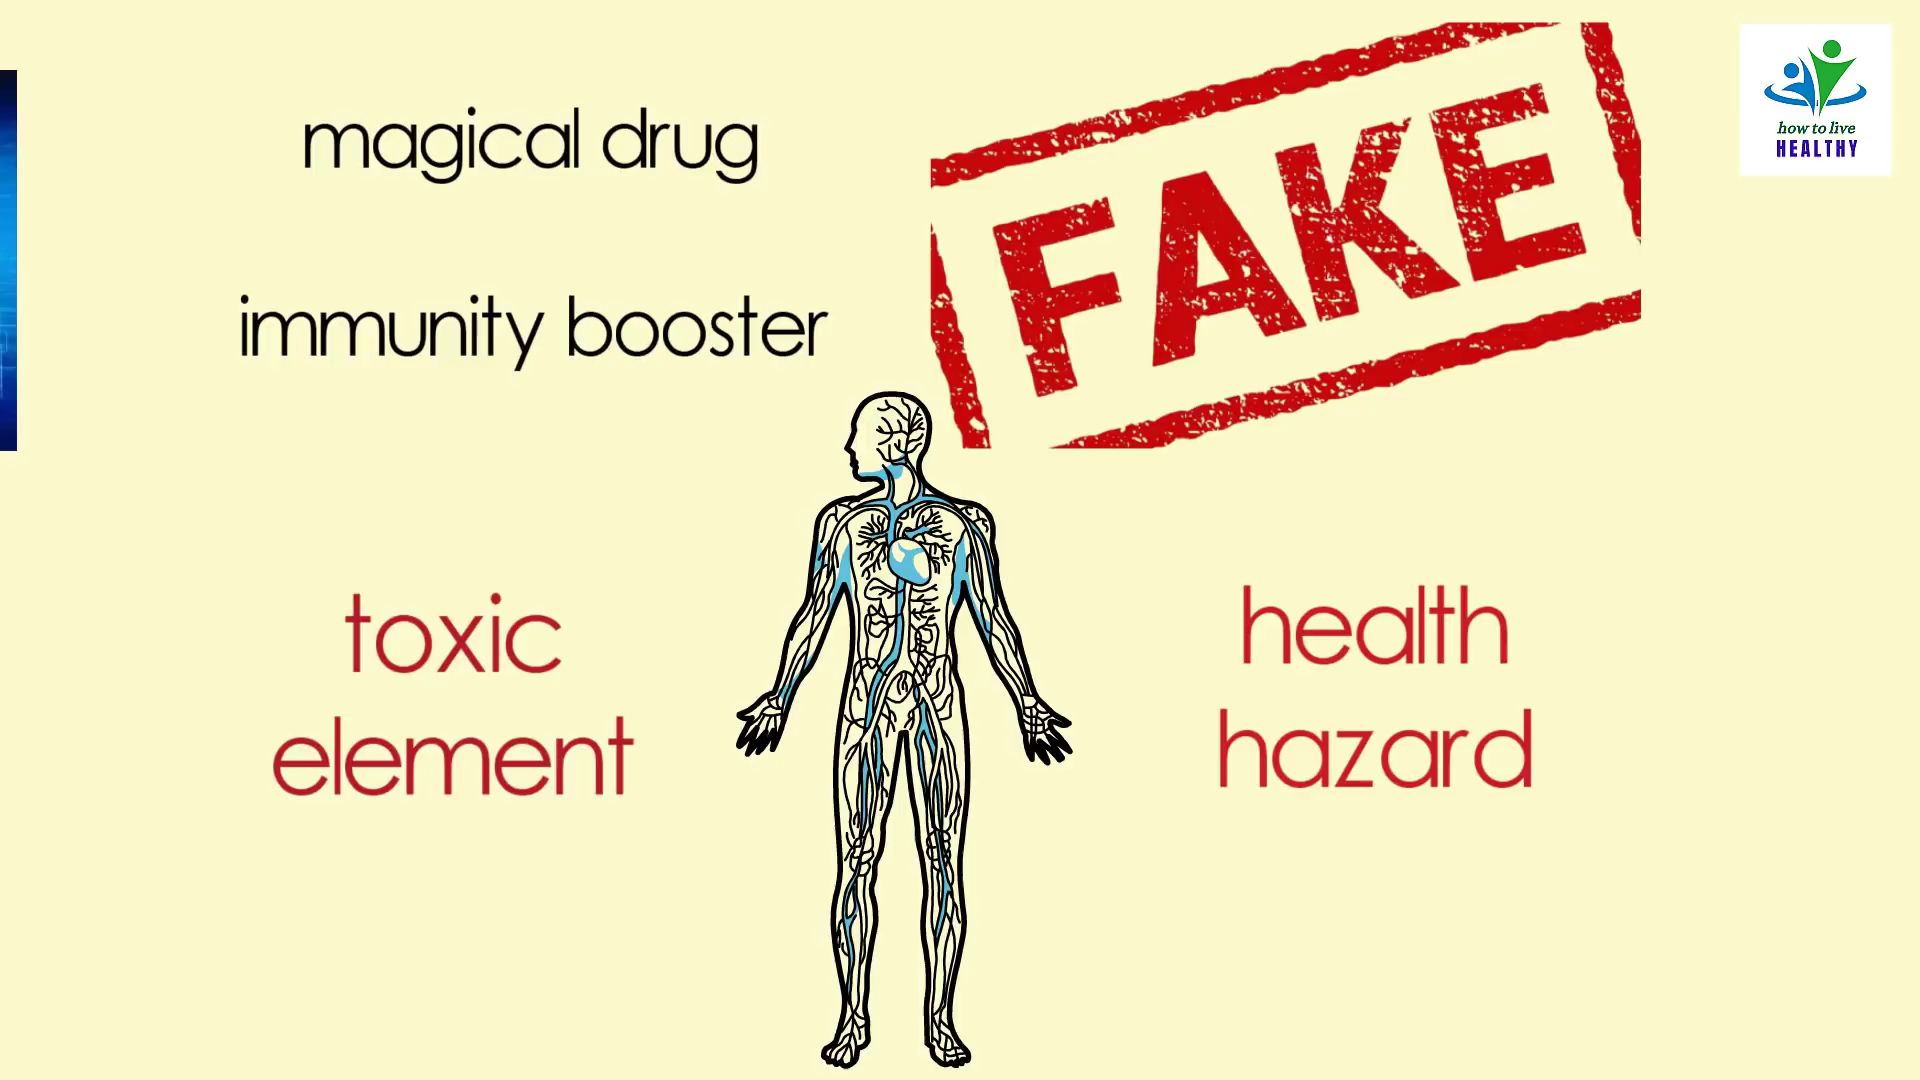 magical drug
FAKE
immunity booster
how to live
HEALTHY
toxic
element
health
hazard